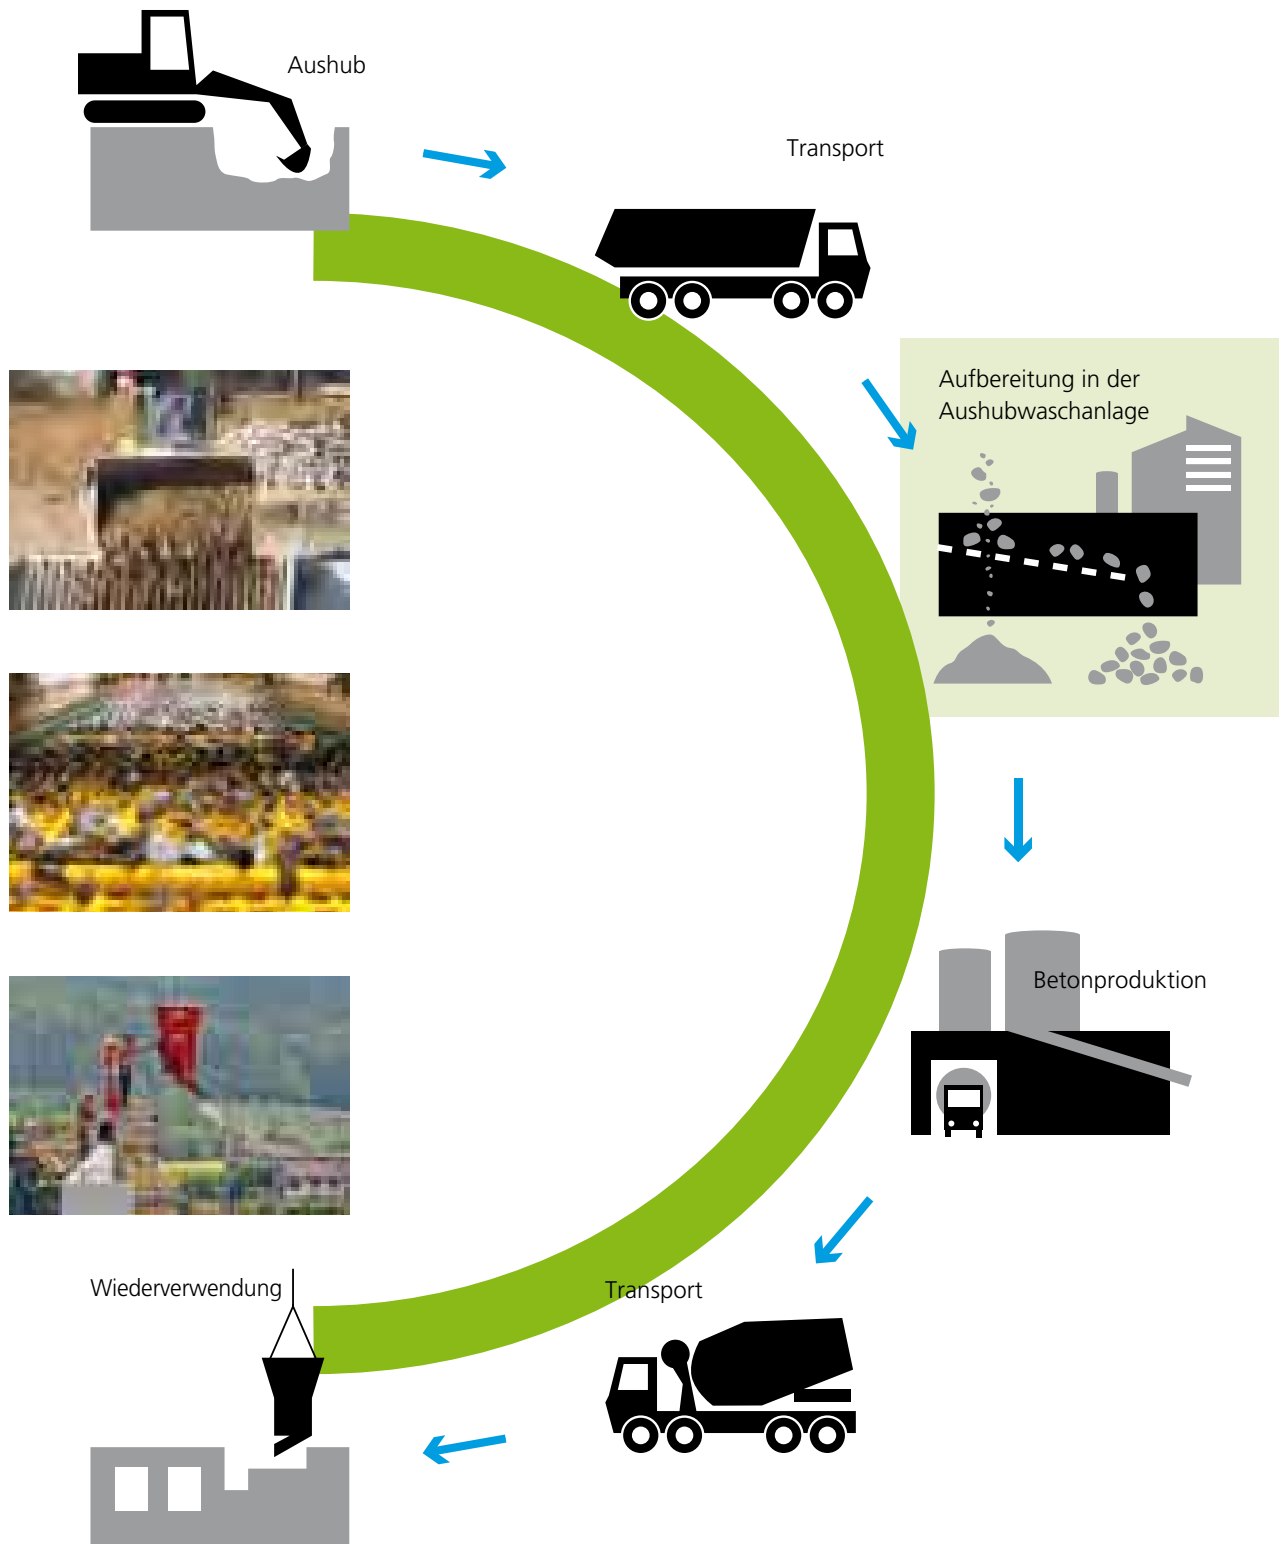 Aushub
Transport
Aufbereitung in der
Aushubwaschanlage
Betonproduktion
Transport
Wiederverwendung